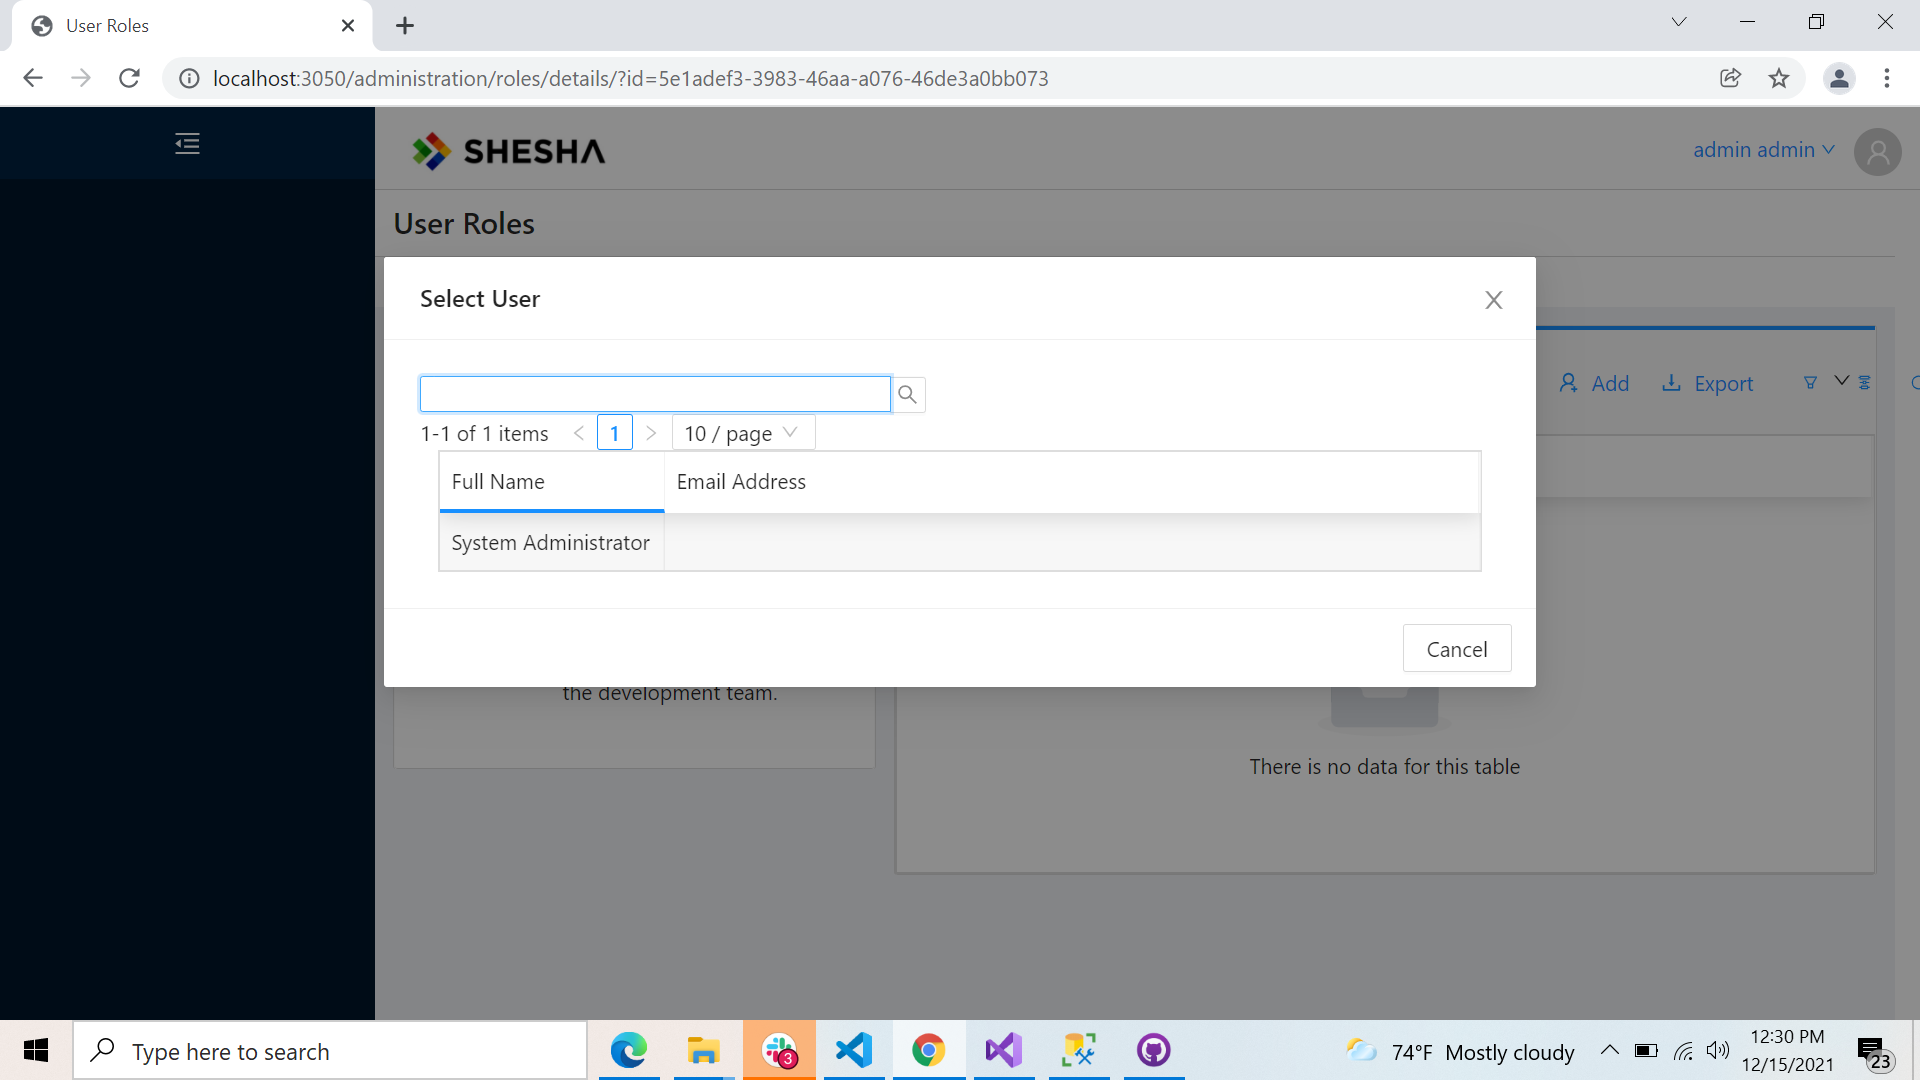 User Roles
localhost:3050/administration/roles/details/?id=5e1adef3-3983-46aa-a076-46de3a0bb073
SHESHA
admin admin
User Roles
Select User
Add
Export
1-1 of 1 items
1
10 / page
Full Name
Email Address
System Administrator
Cancel
the development team.
There is no data for this table
Type here to search
3
74°F Mostly cloudy
12:30 PM
12/15/2021
23